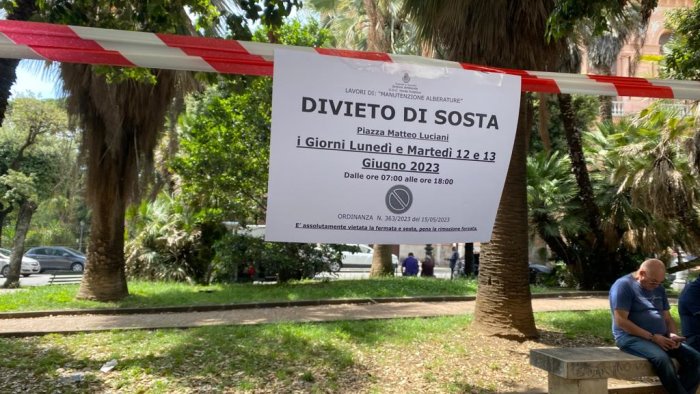 LAVORI DI: "MANUTENZIONE ALBERATURE"
DIVIETO DI SOSTA
Piazza Matteo Luciani
i Giorni Lunedì e Martedì 12 e 13
Giugno 2023
Dalle ore 07:00 alle ore 18:00
ORDINANZA N. 363/2023 del 15/05/2023
E' assolutamente vietata la fermata e sosta, pena la rimozione forzata.